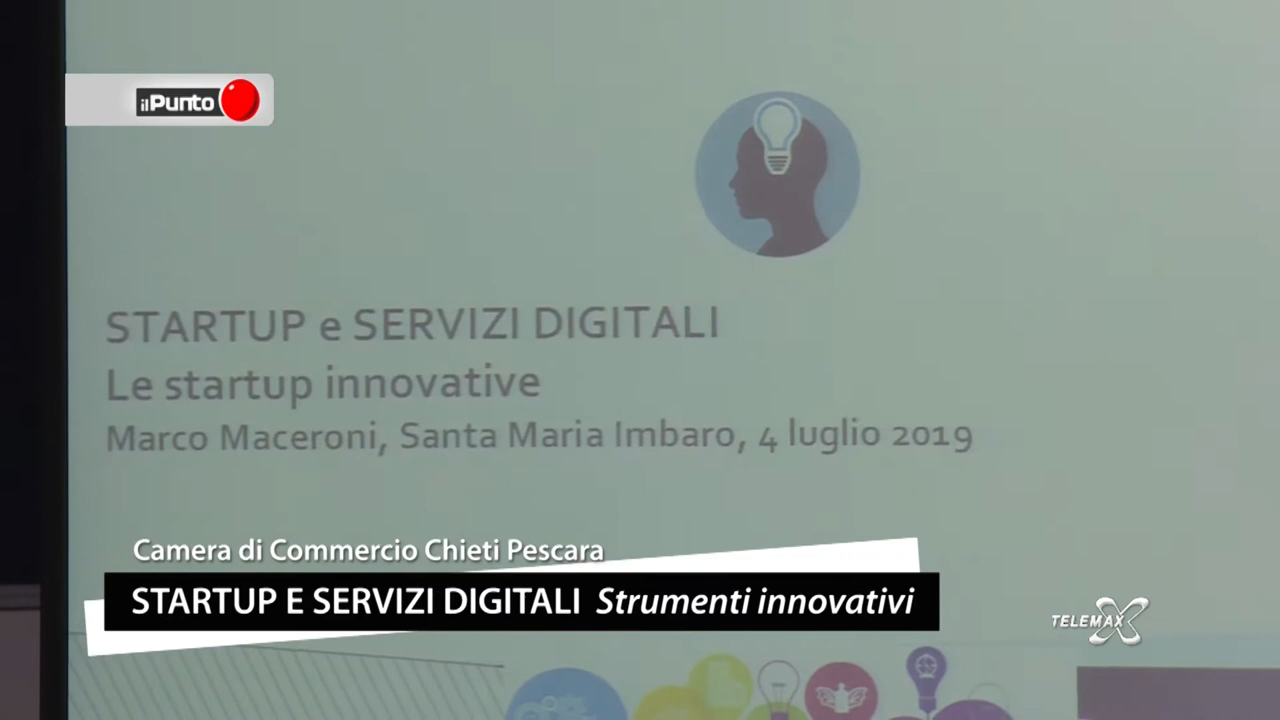 ilPunto
STARTUP e SERVIZI DIGITALI
Le startup innovative
Marco Maceroni, Santa Maria Imbaro, 4 luglio 2019
Camera di Commercio Chieti Pescara
STARTUP E SERVIZI DIGITALI Strumenti innovativi
TELEMAX